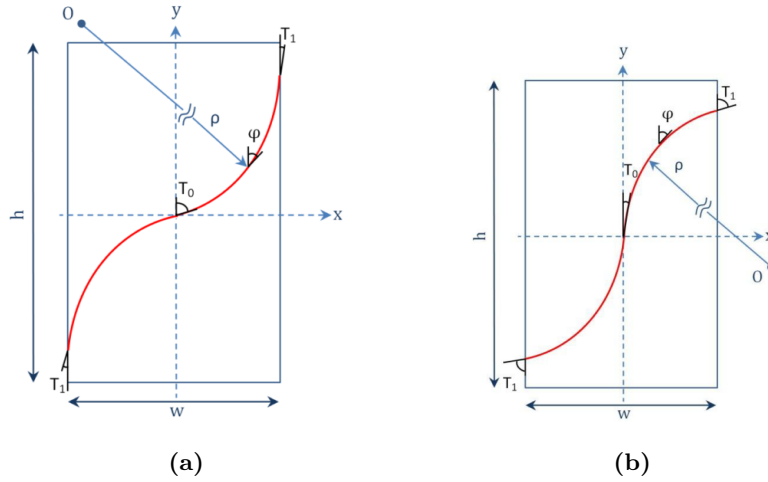 O
y
T₁
ρ
φ
T₀
x
h
T₁
w
(a)
y
T₁
φ
T₀
ρ
h
x
O
T₁
w
(b)